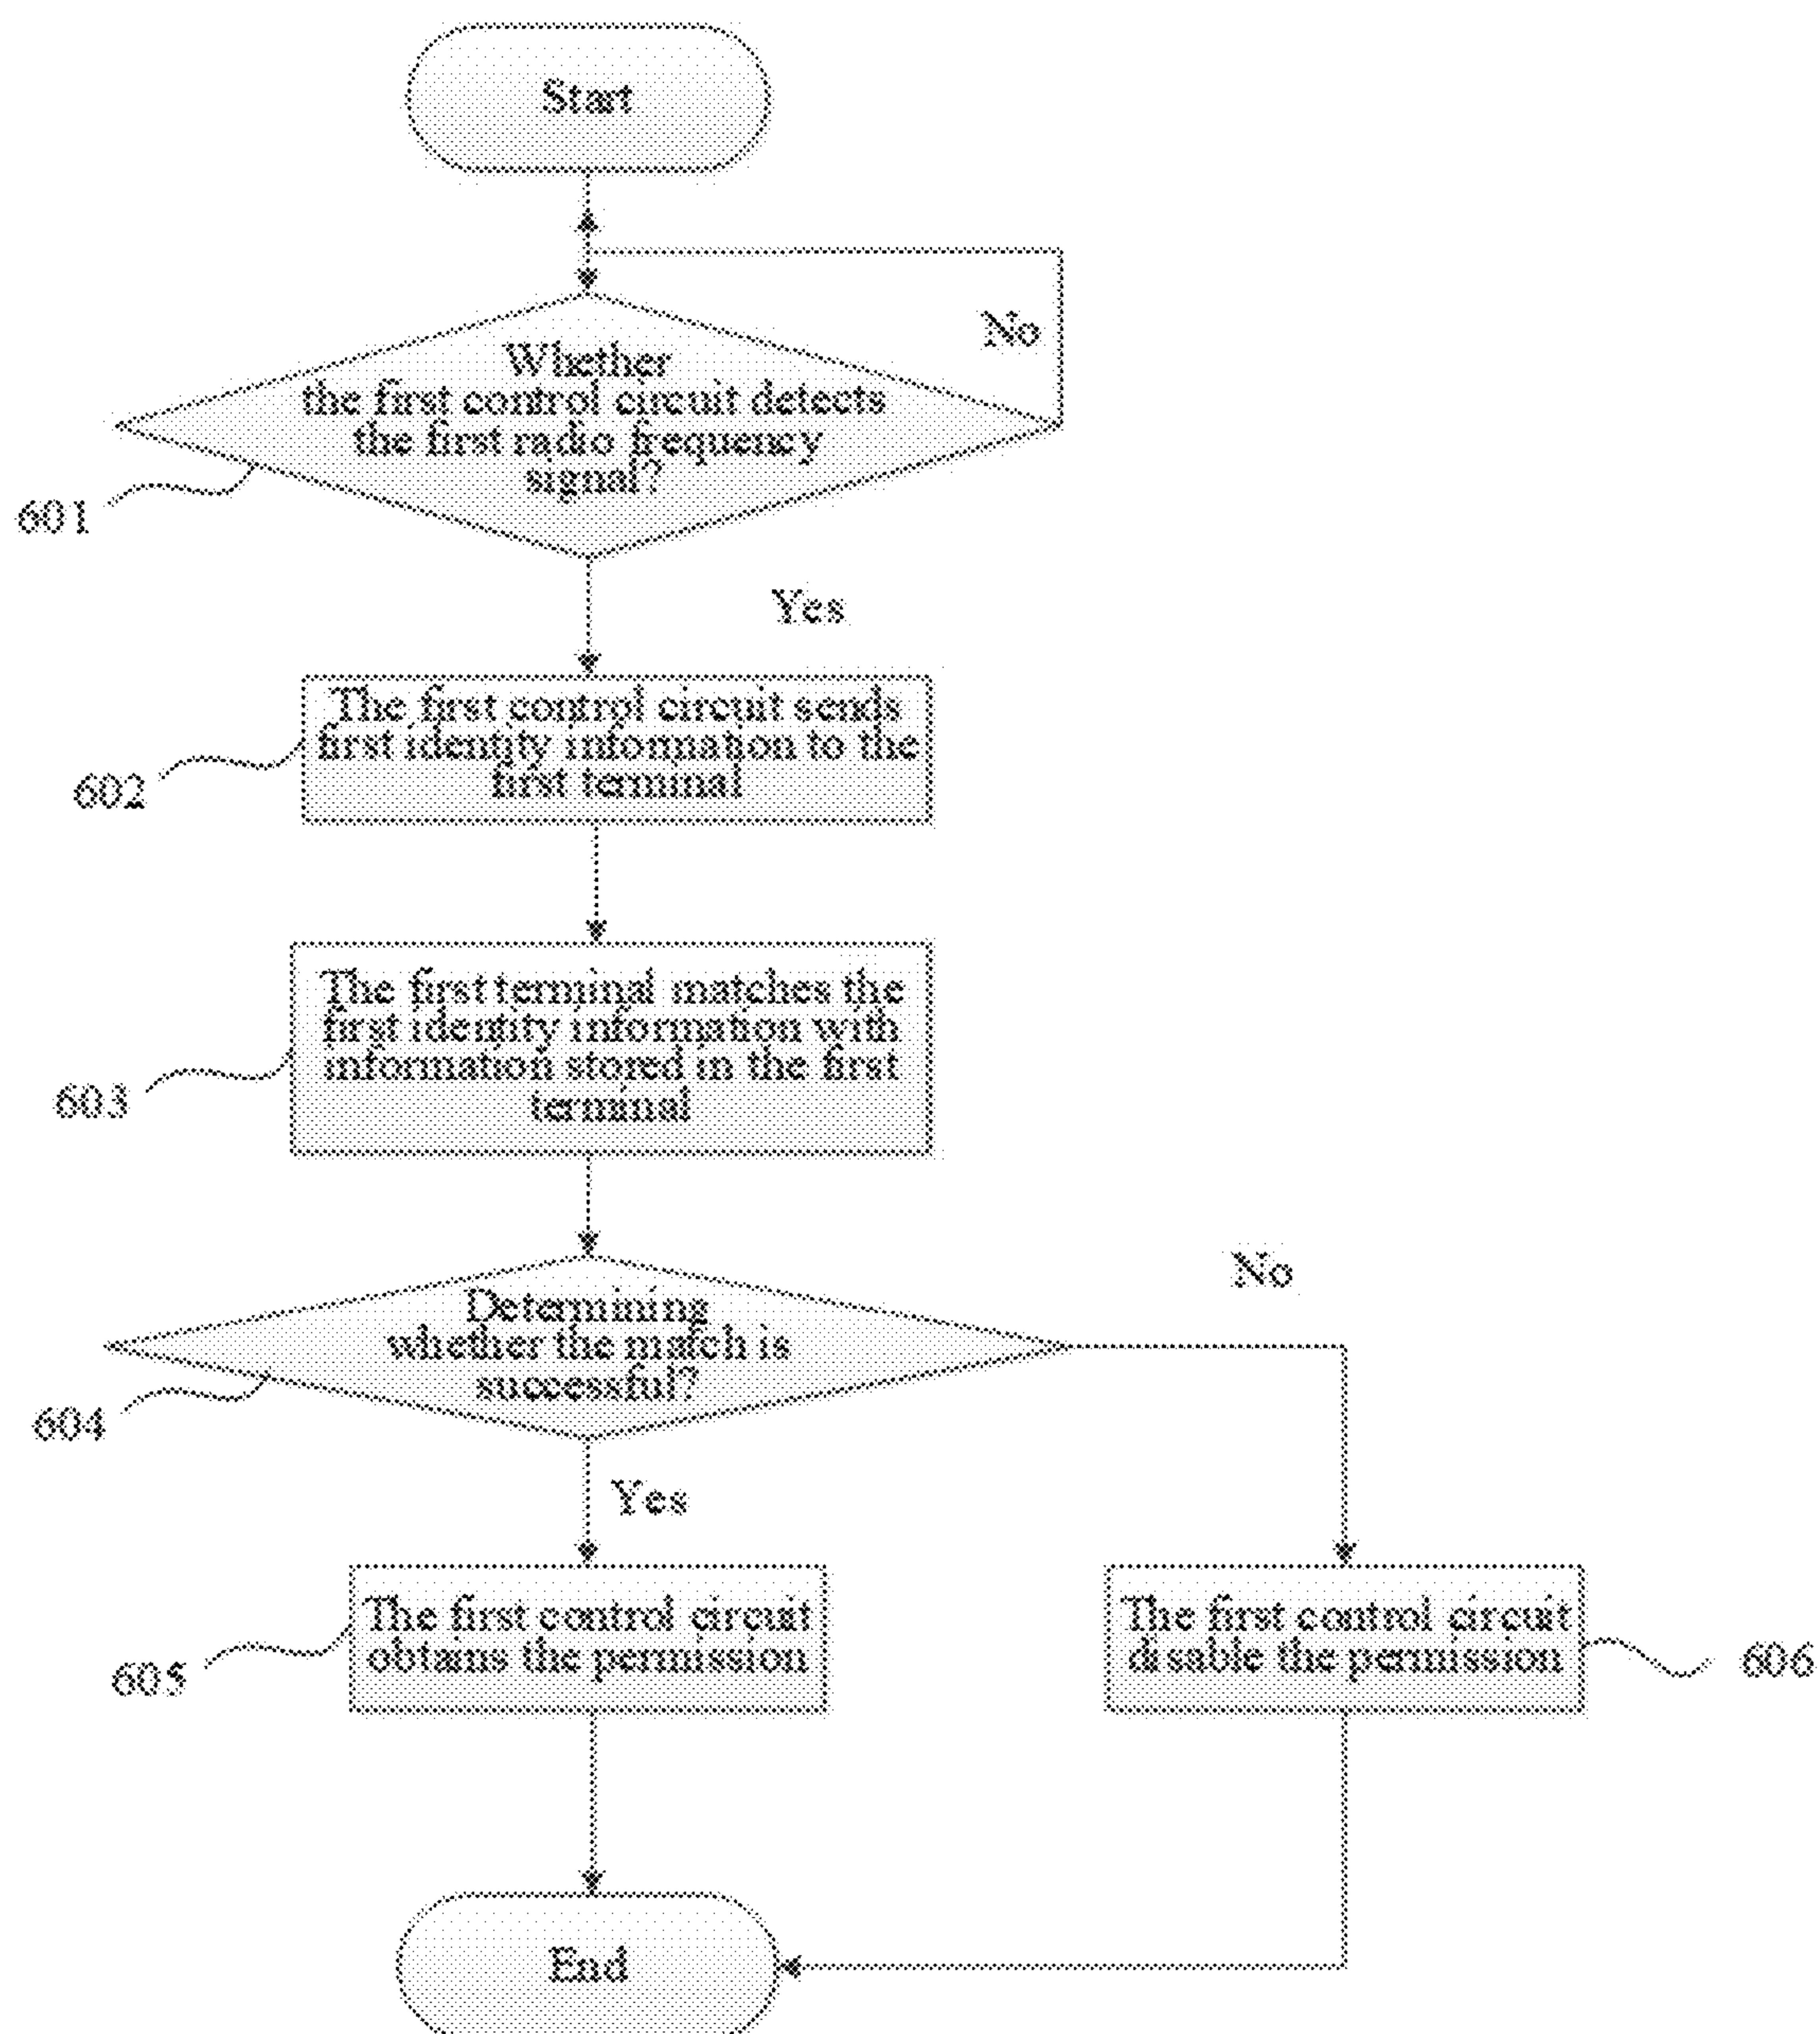 Start
No
Whether
the first control circuit detects
the first radio frequency
signal?
601
Yes
The first control circuit sends
first identity information to the
first terminal
602
The first terminal matches the
first identity information with
information stored in the first
terminal
603
No
Determining
whether the match is
successful?
604
Yes
The first control circuit
obtains the permission
605
The first control circuit
disable the permission
606
End